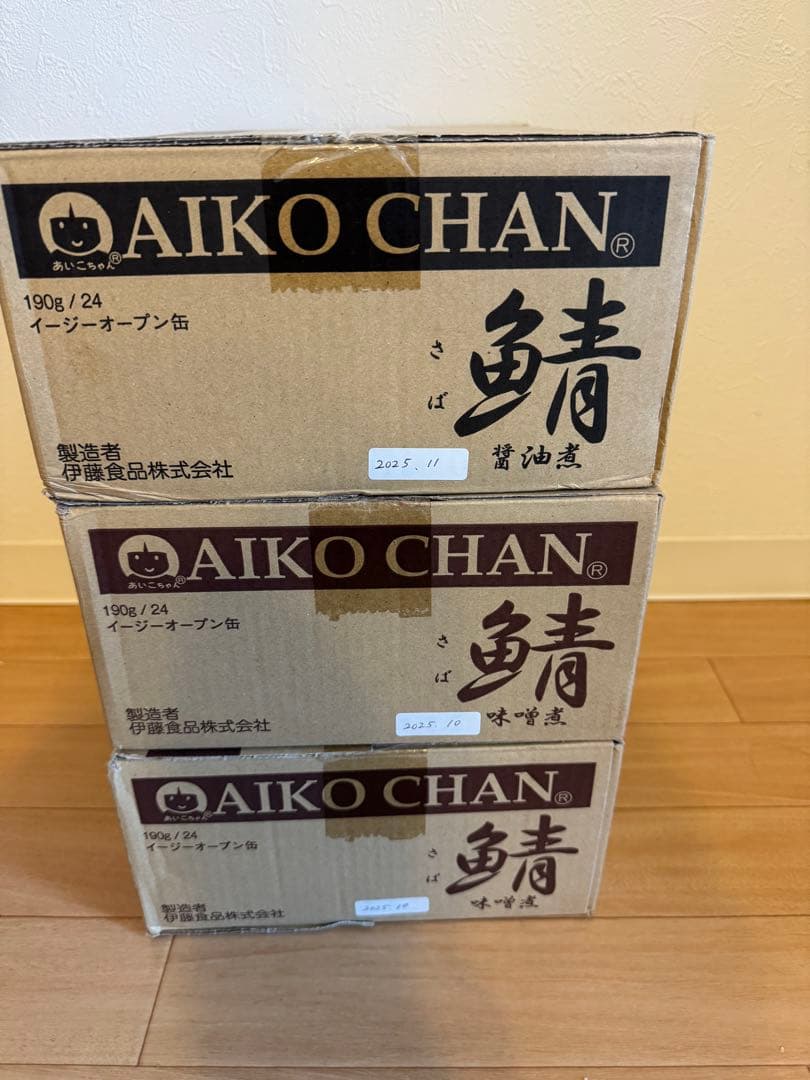 AIKO CHAN®
あいこちゃん®
190g / 24
イージーオープン缶
さば
鯖
醤油煮
製造者
伊藤食品株式会社
2025. 11
AIKO CHAN®
あいこちゃん®
190g / 24
イージーオープン缶
さば
鯖
味噌煮
製造者
伊藤食品株式会社
2025. 10
AIKO CHAN®
あいこちゃん®
190g / 24
イージーオープン缶
さば
鯖
味噌煮
製造者
伊藤食品株式会社
2025. 10